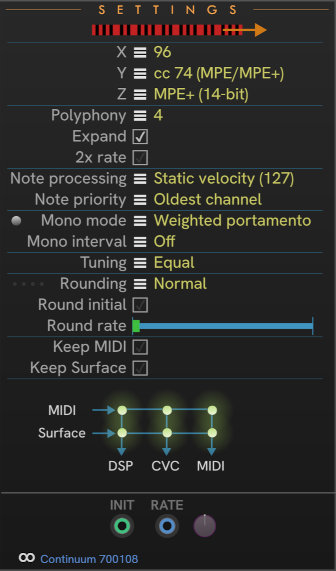 SETTINGS
X 96
Y cc 74 (MPE/MPE+)
Z MPE+ (14-bit)
Polyphony 4
Expand
2x rate
Note processing Static velocity (127)
Note priority Oldest channel
Mono mode Weighted portamento
Mono interval Off
Tuning Equal
Rounding Normal
Round initial
Round rate
Keep MIDI
Keep Surface
MIDI
Surface
DSP CVC MIDI
INIT RATE
Continuum 700108